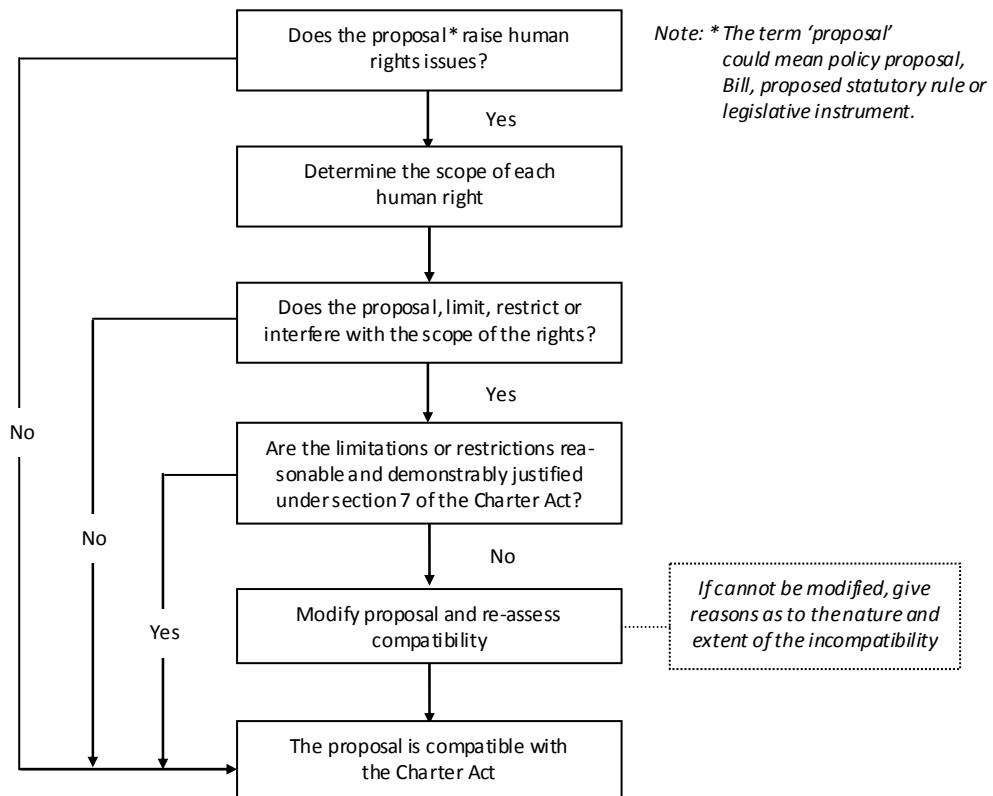 Does the proposal* raise human
rights issues?
Note: * The term ‘proposal’
could mean policy proposal,
Bill, proposed statutory rule or
legislative instrument.
Yes
Determine the scope of each
human right
Does the proposal, limit, restrict or
interfere with the scope of the rights?
Yes
No
Are the limitations or restrictions rea-
sonable and demonstrably justified
under section 7 of the Charter Act?
No
No
If cannot be modified, give
reasons as to the nature and
extent of the incompatibility
Modify proposal and re-assess
compatibility
Yes
The proposal is compatible with
the Charter Act